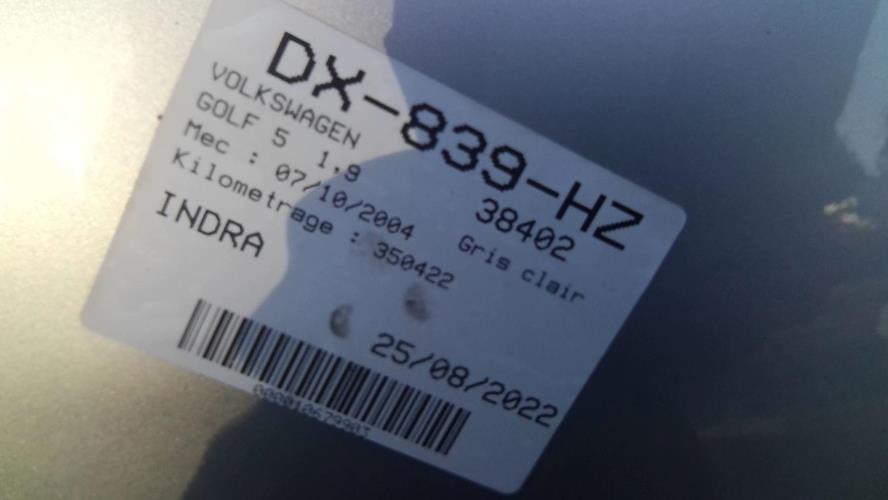 DX-839-HZ
VOLKSWAGEN 38402
GOLF 5 1,9 Gris clair
Mec : 07/10/2004
Kilometrage : 350422
INDRA
25/08/2022